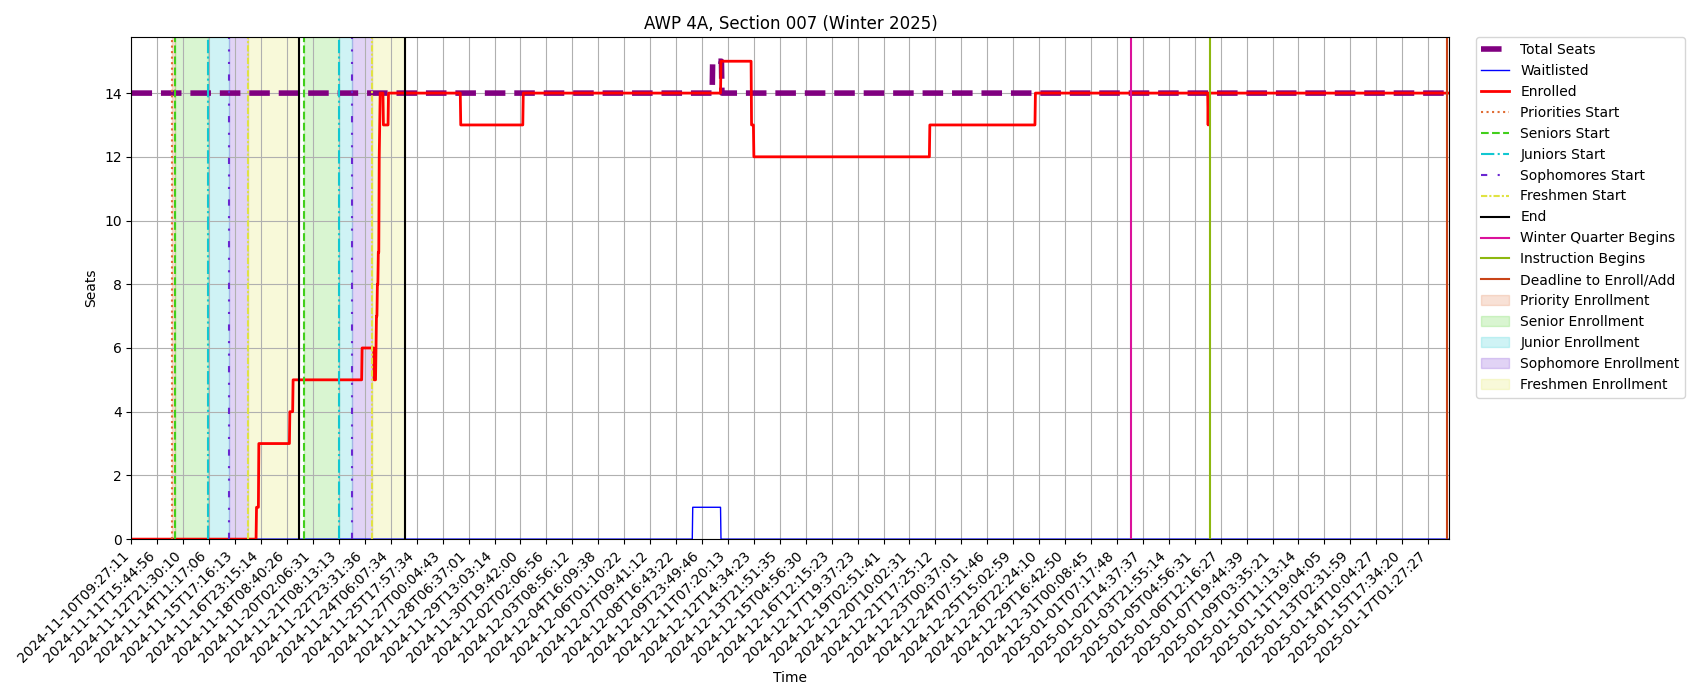 AWP 4A, Section 007 (Winter 2025)
Seats
14
12
10
8
6
4
2
0
2024-11-10T09:27:11
2024-11-11T15:44:56
2024-11-12T21:30:10
2024-11-14T11:17:06
2024-11-15T17:16:13
2024-11-16T23:15:14
2024-11-18T08:40:26
2024-11-20T02:06:31
2024-11-21T08:13:13
2024-11-22T23:31:36
2024-11-24T06:07:34
2024-11-25T17:57:34
2024-11-27T00:04:43
2024-11-28T06:37:01
2024-11-29T13:03:14
2024-11-30T19:42:00
2024-12-02T02:06:56
2024-12-03T08:56:12
2024-12-04T16:09:38
2024-12-06T01:10:22
2024-12-07T09:41:12
2024-12-08T16:43:22
2024-12-09T23:49:46
2024-12-11T07:20:13
2024-12-12T14:34:23
2024-12-13T21:51:35
2024-12-15T04:56:30
2024-12-16T12:15:23
2024-12-17T19:37:23
2024-12-19T02:51:41
2024-12-20T10:02:31
2024-12-21T17:25:12
2024-12-23T00:37:01
2024-12-24T07:51:46
2024-12-25T15:02:59
2024-12-26T22:24:10
2024-12-29T16:42:50
2024-12-31T00:08:45
2025-01-01T07:17:48
2025-01-02T14:37:37
2025-01-03T21:55:14
2025-01-05T04:56:31
2025-01-06T12:16:27
2025-01-07T19:44:39
2025-01-09T03:35:21
2025-01-10T11:13:14
2025-01-11T19:04:05
2025-01-13T02:31:59
2025-01-14T10:04:27
2025-01-15T17:34:20
2025-01-17T01:27:27
Time
Total Seats
Waitlisted
Enrolled
Priorities Start
Seniors Start
Juniors Start
Sophomores Start
Freshmen Start
End
Winter Quarter Begins
Instruction Begins
Deadline to Enroll/Add
Priority Enrollment
Senior Enrollment
Junior Enrollment
Sophomore Enrollment
Freshmen Enrollment